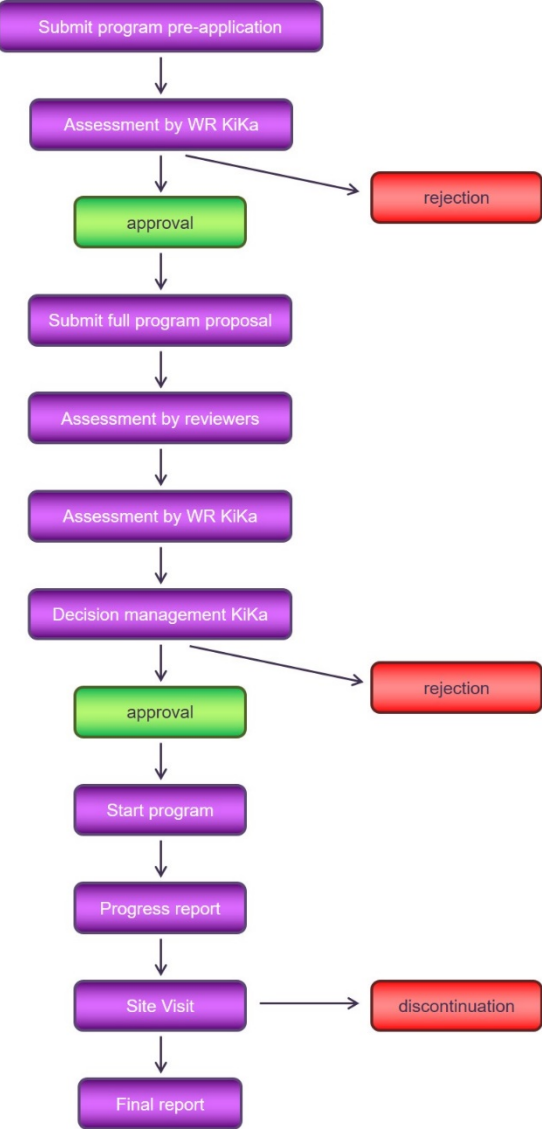 Submit program pre-application
Assessment by WR KiKa
rejection
approval
Submit full program proposal
Assessment by reviewers
Assessment by WR KiKa
Decision management KiKa
rejection
approval
Start program
Progress report
Site Visit
discontinuation
Final report